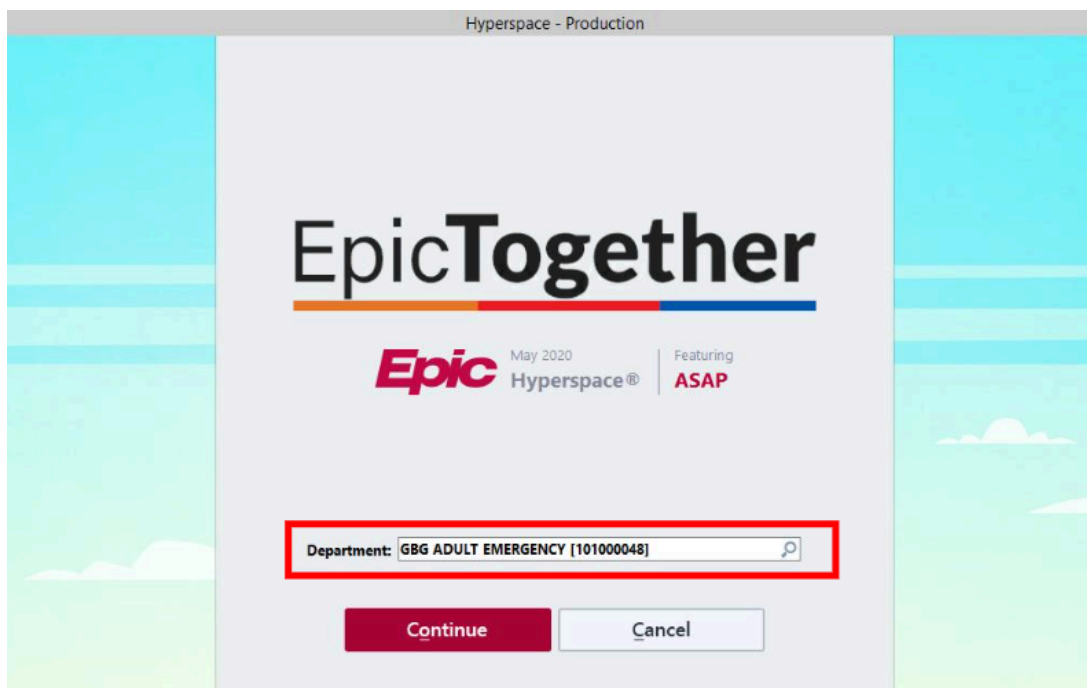 Hyperspace - Production
EpicTogether
Epic
May 2020
Hyperspace®
Featuring
ASAP
Department: GBG ADULT EMERGENCY [101000048]
Continue Cancel